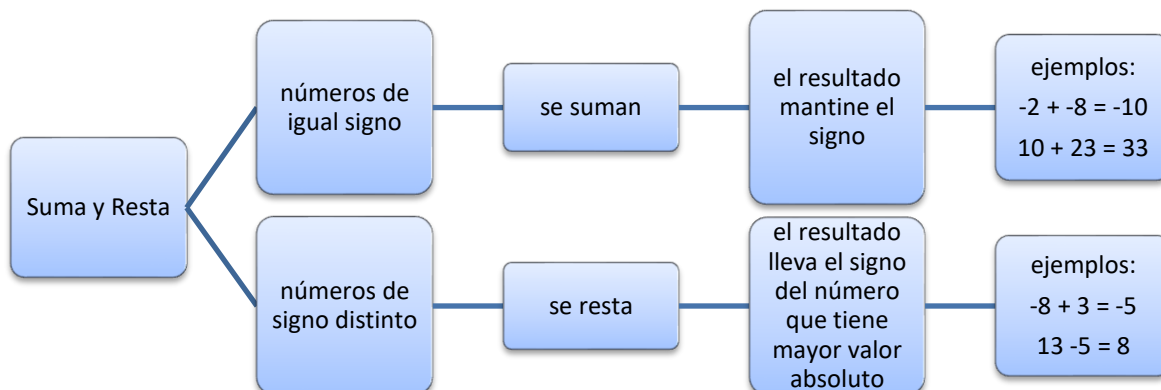 Suma y Resta
números de
igual signo
se suman
el resultado
mantine el
signo
ejemplos:
-2 + -8 = -10
10 + 23 = 33
números de
signo distinto
se resta
el resultado
lleva el signo
del número
que tiene
mayor valor
absoluto
ejemplos:
-8 + 3 = -5
13 -5 = 8